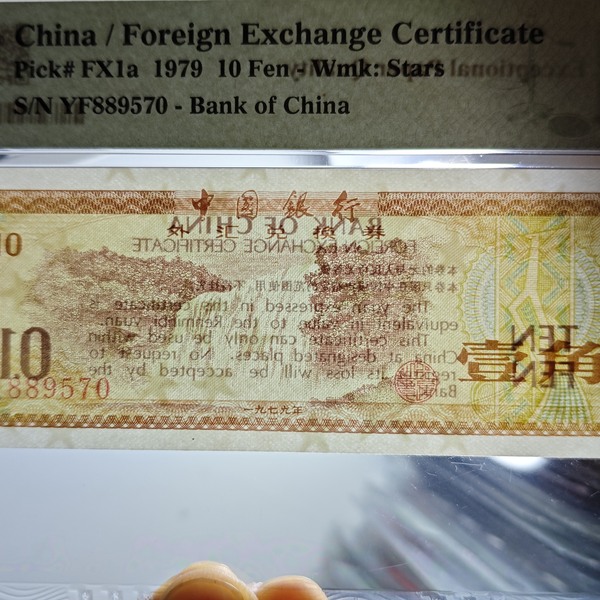 China / Foreign Exchange Certificate
Pick# FX1a 1979 10 Fen - Wmk: Stars
S/N YF889570 - Bank of China
中国銀行
BANK OF CHINA
外汇兑换券
FOREIGN EXCHANGE CERTIFICATE
The yuan expressed in this certificate is
equivalent in value to the Renminbi yuan.
This certificate can only be used within
China at designated places. No request to
its loss will be accepted by the
Bank
0.10
TEN
FEN
壹角
889570
一九七九年